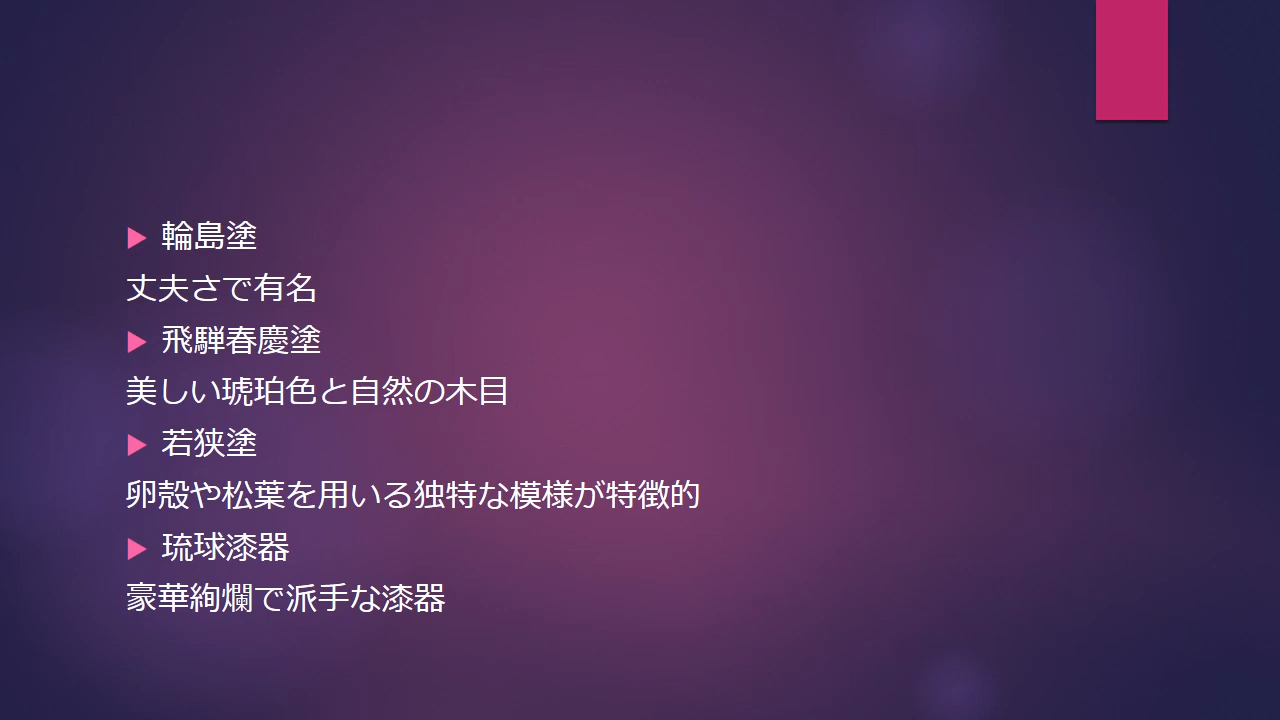 輪島塗
丈夫さで有名
飛騨春慶塗
美しい琥珀色と自然の木目
若狭塗
卵殻や松葉を用いる独特な模様が特徴的
琉球漆器
豪華絢爛で派手な漆器